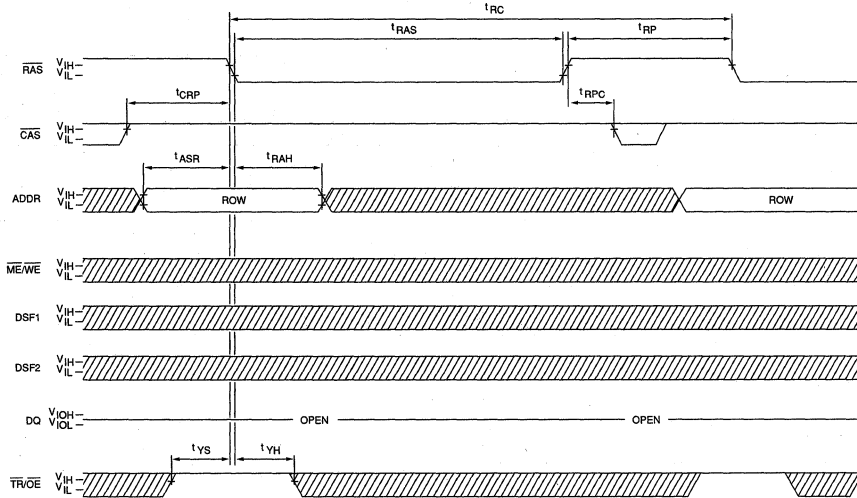 tRC
tRAS
tRP
RAS VIH
VIL
tCRP
tRPC
CAS VIH
VIL
tASR
tRAH
ADDR VIH
VIL
ROW
ROW
ME/WE VIH
VIL
DSF1 VIH
VIL
DSF2 VIH
VIL
DQ VIOH
VIOL
OPEN
OPEN
tYS
tYH
TR/OE VIH
VIL